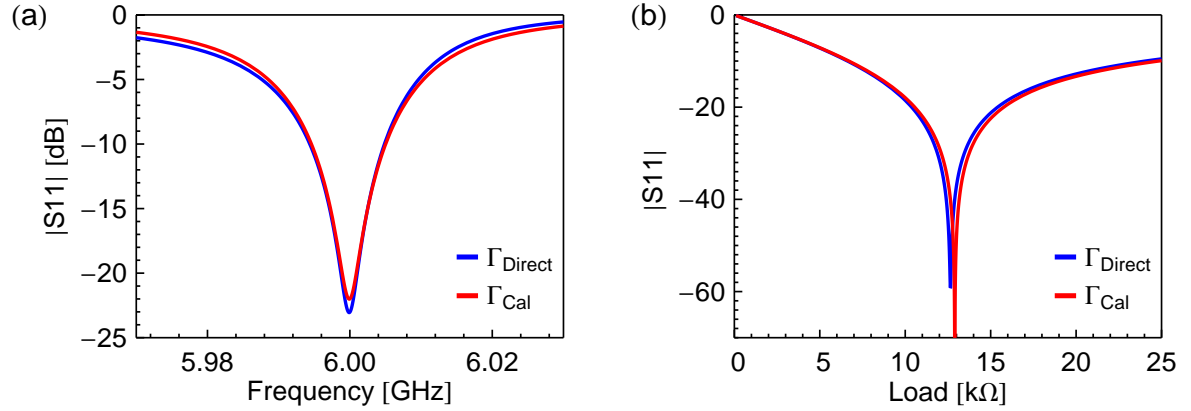 (a)
|S11| [dB]
0
−5
−10
−15
−20
−25
5.98
6.00
6.02
Frequency [GHz]
ΓDirect
ΓCal
(b)
|S11|
0
−20
−40
−60
0
5
10
15
20
25
Load [kΩ]
ΓDirect
ΓCal